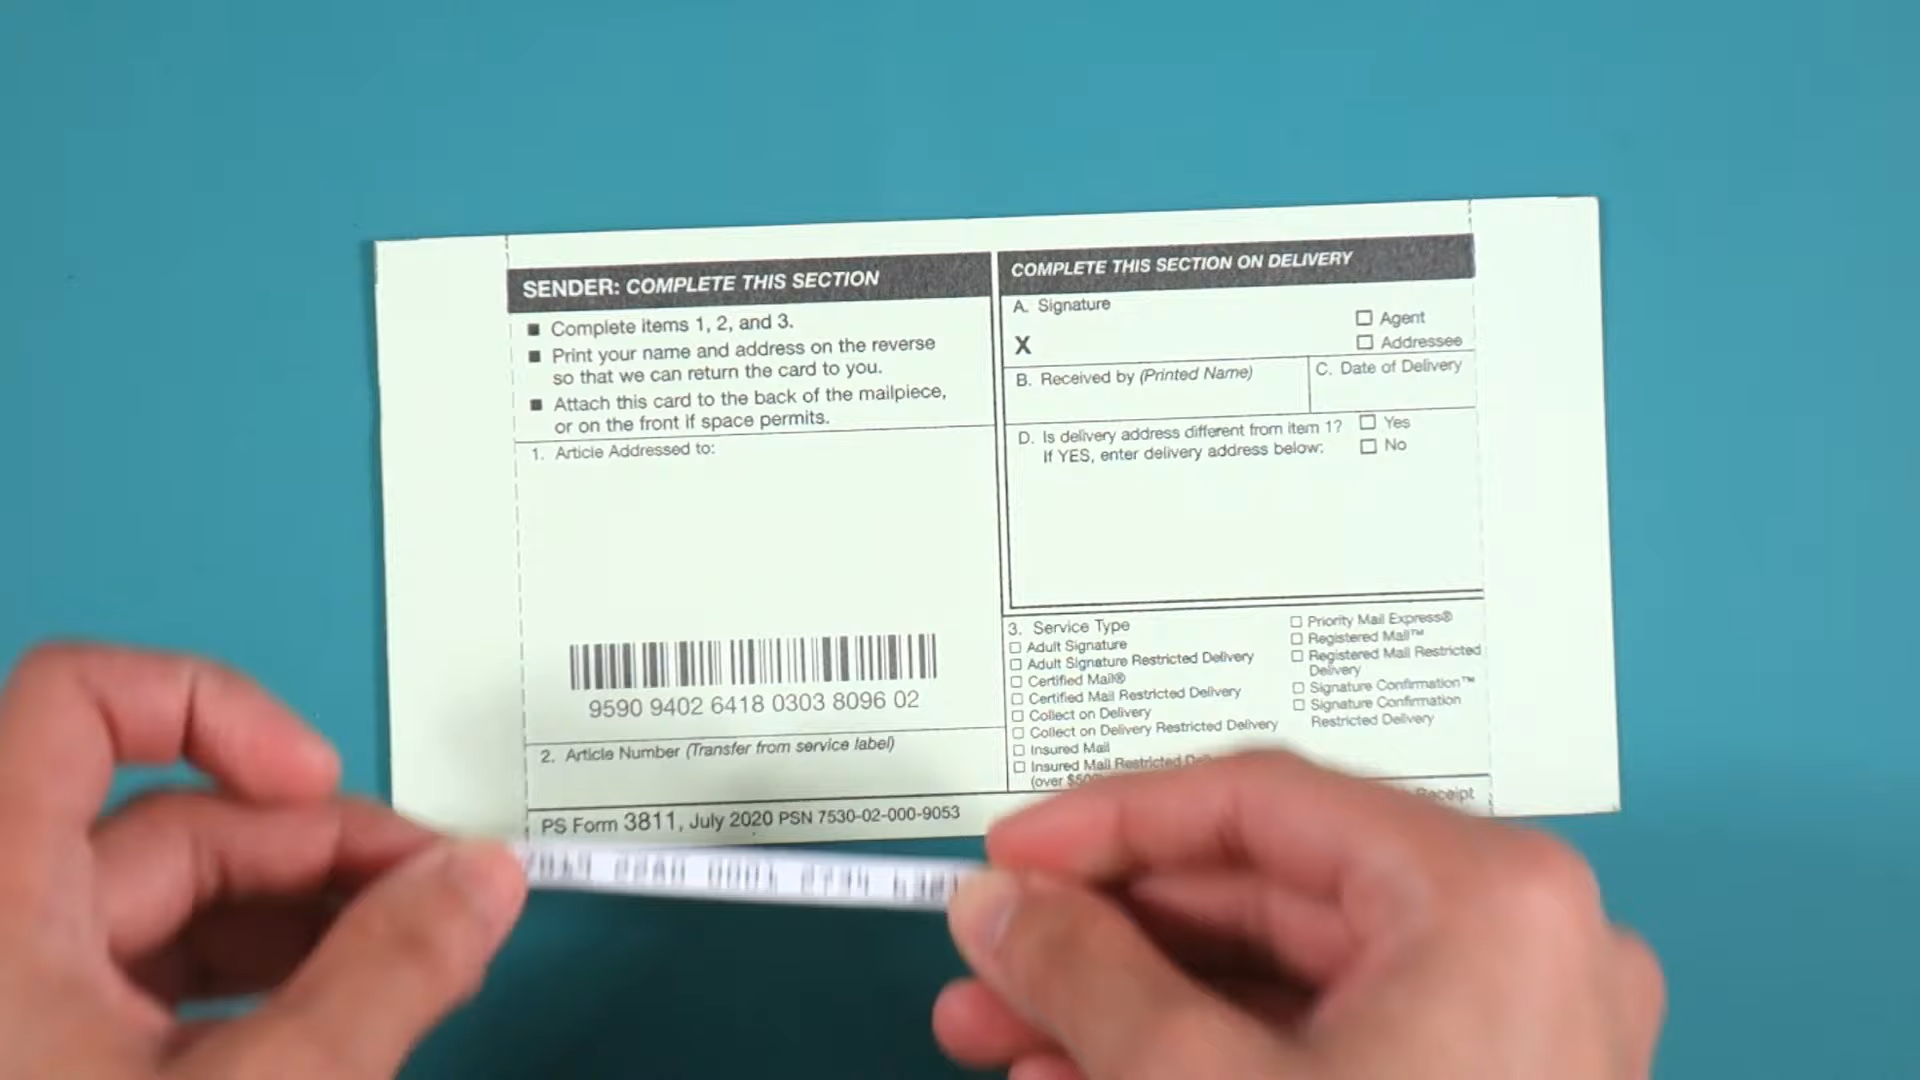 SENDER: COMPLETE THIS SECTION
■ Complete items 1, 2, and 3.
■ Print your name and address on the reverse
so that we can return the card to you.
■ Attach this card to the back of the mailpiece,
or on the front if space permits.
1. Article Addressed to:
9590 9402 6418 0303 8096 02
2. Article Number (Transfer from service label)
PS Form 3811, July 2020 PSN 7530-02-000-9053
COMPLETE THIS SECTION ON DELIVERY
A. Signature
X
☐ Agent
☐ Addressee
B. Received by (Printed Name)
C. Date of Delivery
D. Is delivery address different from item 1?
If YES, enter delivery address below:
☐ Yes
☐ No
3. Service Type
☐ Adult Signature
☐ Adult Signature Restricted Delivery
☐ Certified Mail®
☐ Certified Mail Restricted Delivery
☐ Collect on Delivery
☐ Collect on Delivery Restricted Delivery
☐ Insured Mail
☐ Insured Mail Restricted
(over
☐ Priority Mail Express®
☐ Registered Mail™
☐ Registered Mail Restricted
Delivery
☐ Signature Confirmation™
☐ Signature Confirmation
Restricted Delivery
Receipt